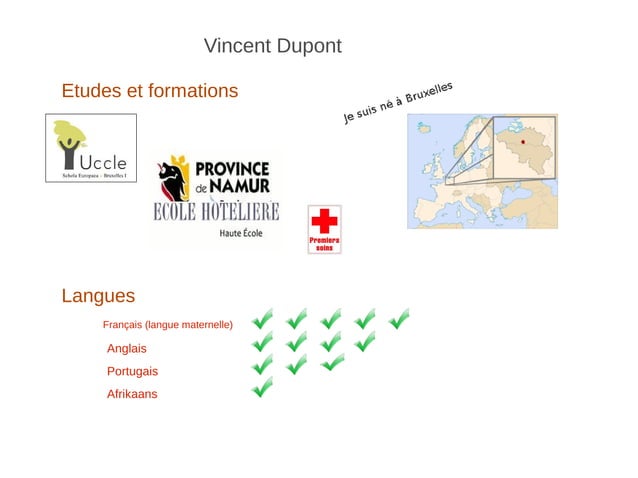 Vincent Dupont
Etudes et formations
Je suis né à Bruxelles
Uccle
Schola Europaea - Bruxelles I
PROVINCE
de NAMUR
ECOLE HÔTELIERE
Haute École
Premiers
soins
Langues
Français (langue maternelle)
Anglais
Portugais
Afrikaans